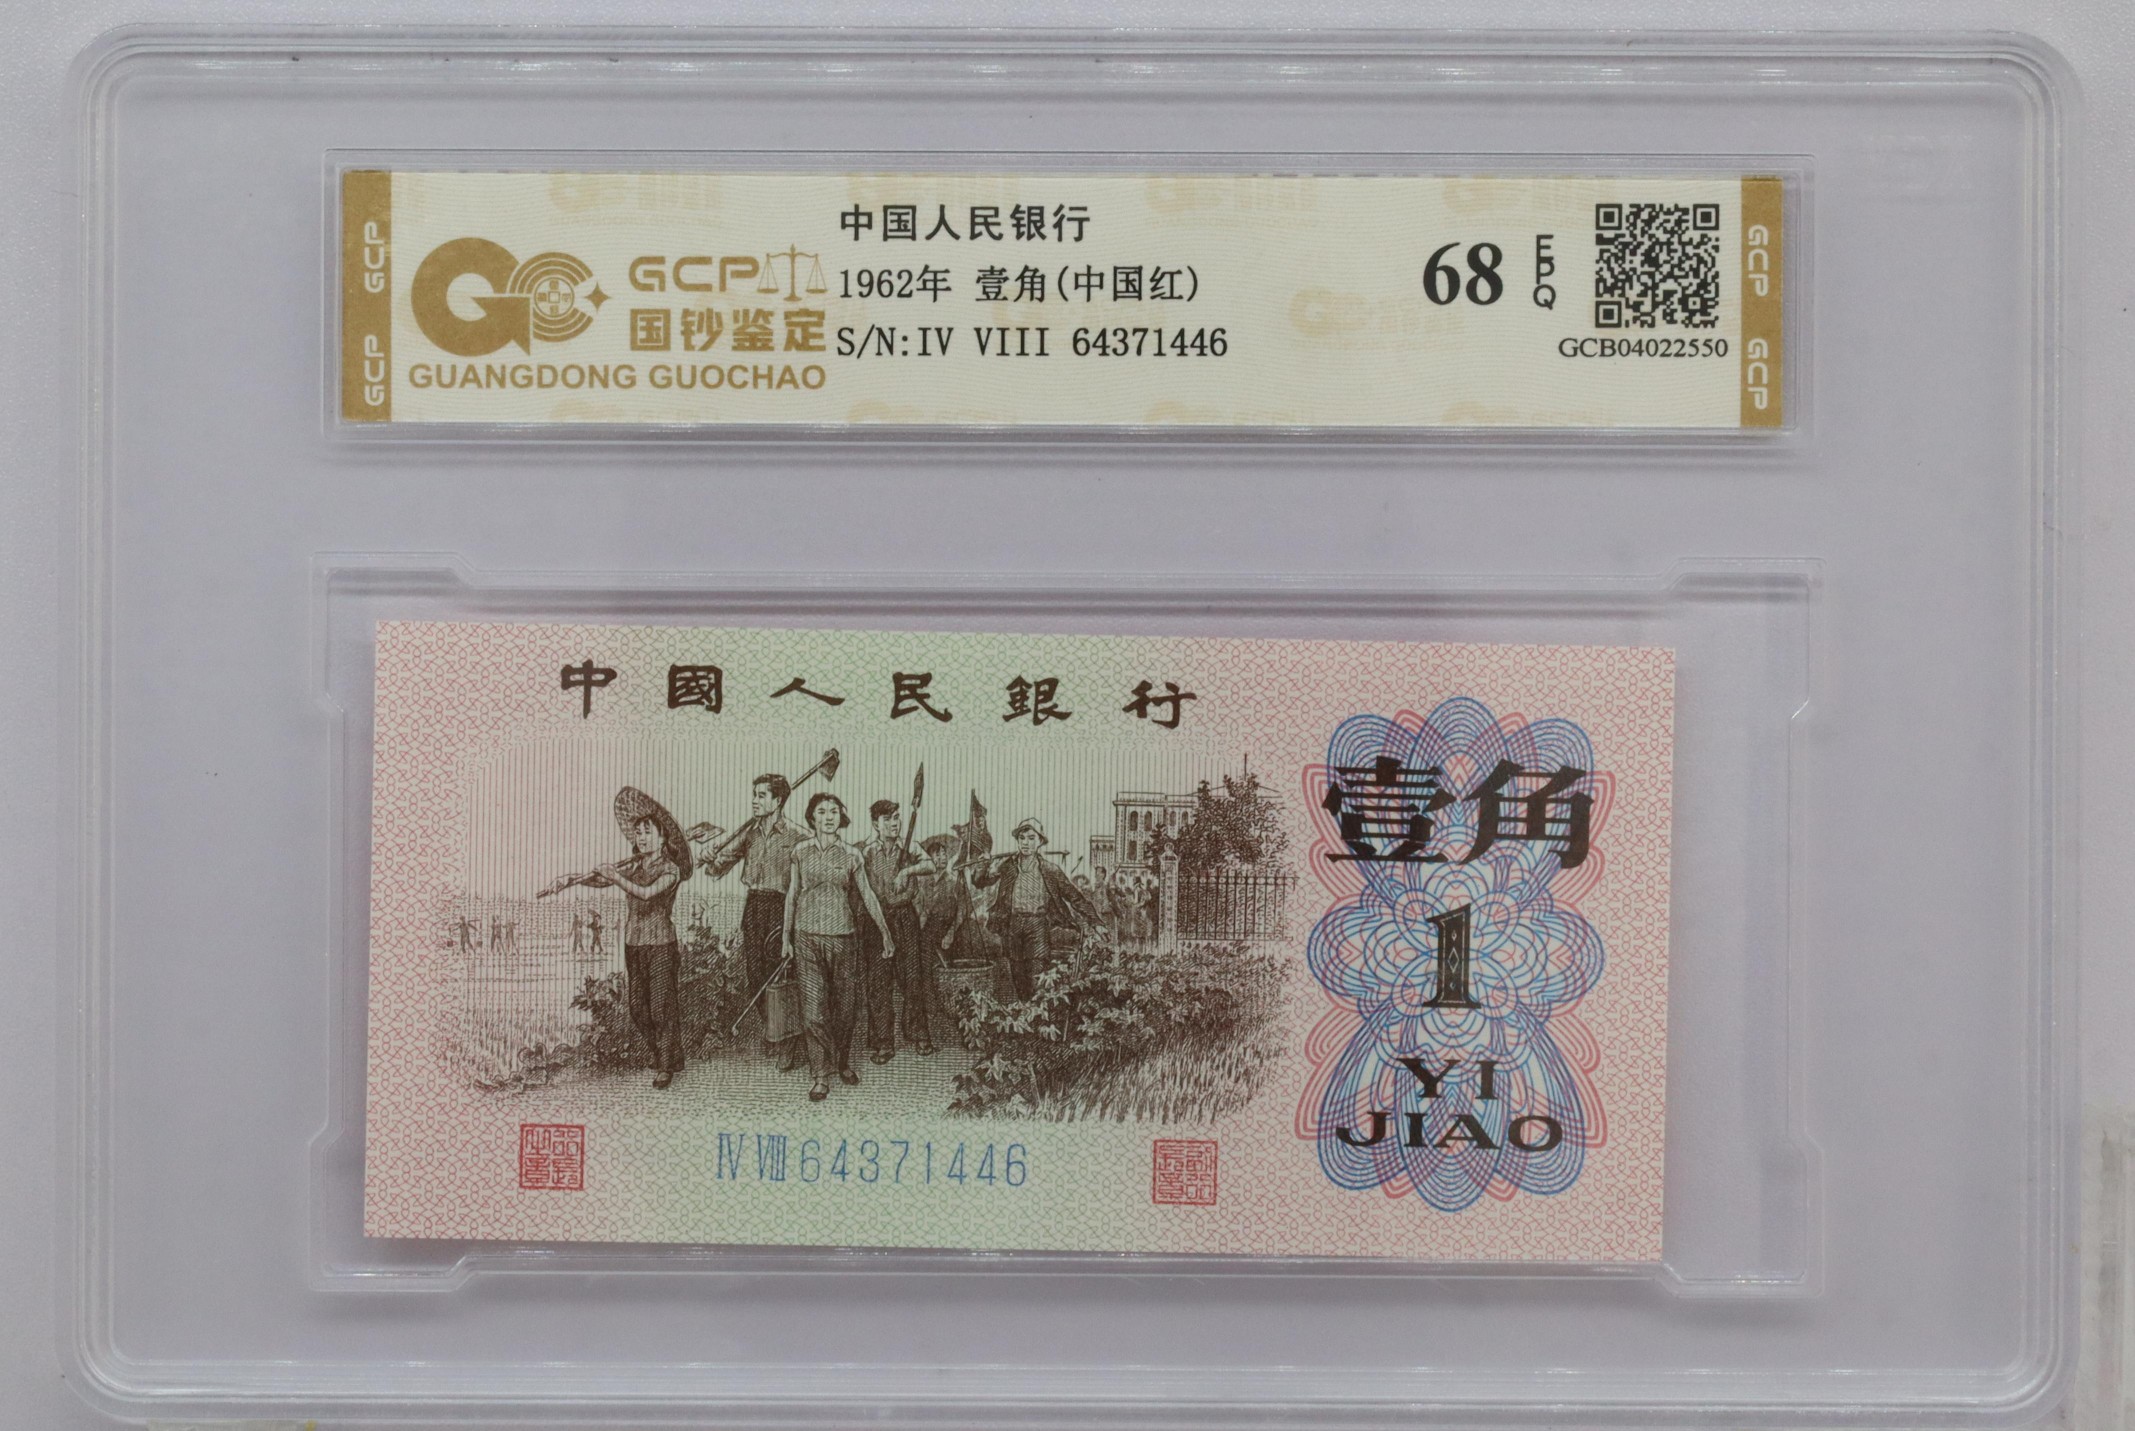 GCP
GCP
GCP
国钞鉴定
GUANGDONG GUOCHAO
中国人民银行
1962年 壹角(中国红)
S/N:IV VIII 64371446
68 EPQ
GCB04022550
GCP
GCP
中國人民銀行
壹角
1
YI
JIAO
IV VIII 64371446